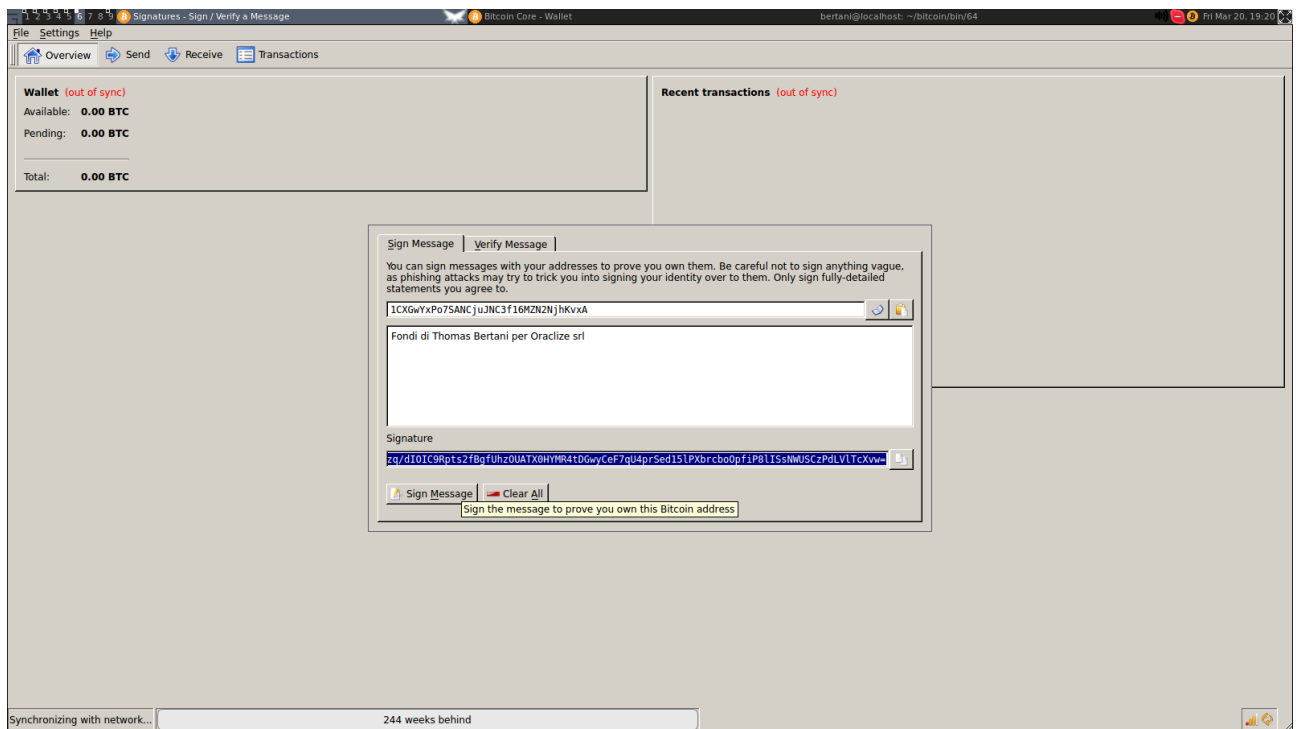 1 2 3 4 5 6 7 8 9 Signatures - Sign / Verify a Message Bitcoin Core - Wallet bertani@localhost: ~/bitcoin/bin/64 Fri Mar 20, 19:20
File Settings Help
Overview Send Receive Transactions
Wallet (out of sync)
Available: 0.00 BTC
Pending: 0.00 BTC
Total: 0.00 BTC
Recent transactions (out of sync)
Sign Message Verify Message
You can sign messages with your addresses to prove you own them. Be careful not to sign anything vague,
as phishing attacks may try to trick you into signing your identity over to them. Only sign fully-detailed
statements you agree to.
1CXGwYxPo7SANCjuJNC3f16MZN2NjhKvxA
Fondi di Thomas Bertani per Oraclize srl
Signature
zq/dIOIC9Rpts2fBgfUhzOUATX0HYMR4tDGwyCeF7qU4prSed15lPXbrcboOpfiP8lISsNWUSCzPdLVlTcXvw=
Sign Message Clear All
Sign the message to prove you own this Bitcoin address
Synchronizing with network... 244 weeks behind